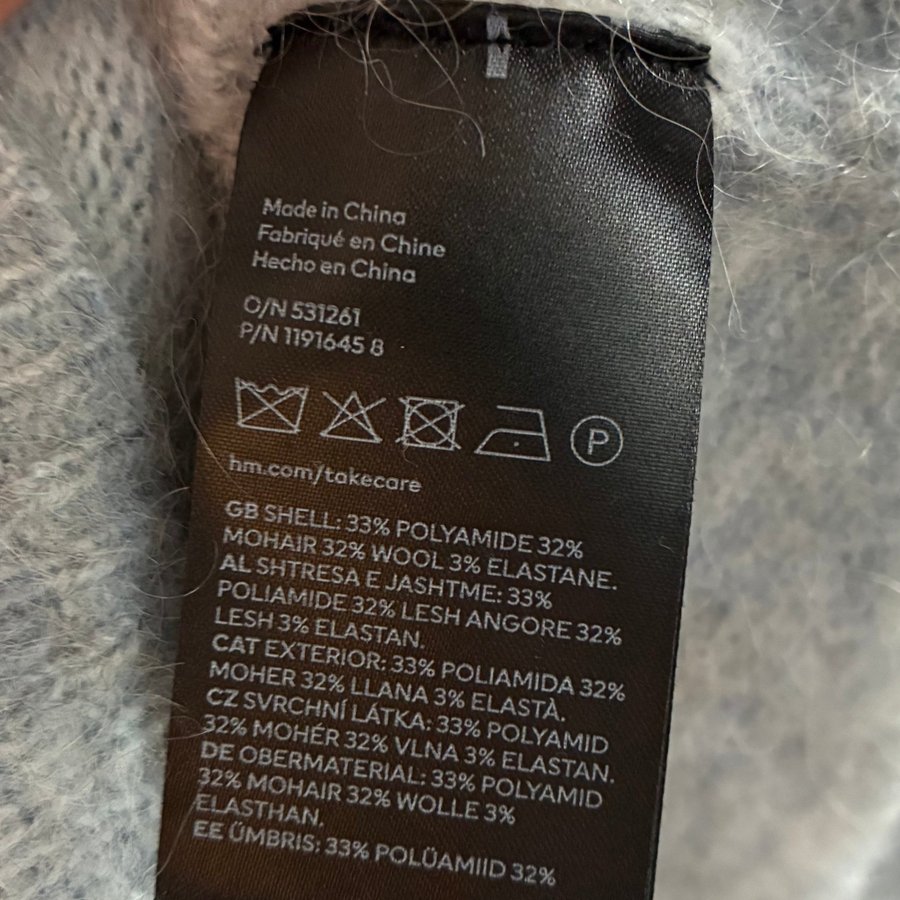 Made in China
Fabriqué en Chine
Hecho en China
O/N 531261
P/N 1191645 8
P
hm.com/takecare
GB SHELL: 33% POLYAMIDE 32%
MOHAIR 32% WOOL 3% ELASTANE.
AL SHTRESA E JASHTME: 33%
POLIAMIDE 32% LESH ANGORE 32%
LESH 3% ELASTAN.
CAT EXTERIOR: 33% POLIAMIDA 32%
MOHER 32% LLANA 3% ELASTÀ.
CZ SVRCHNÍ LÁTKA: 33% POLYAMID
32% MOHÉR 32% VLNA 3% ELASTAN.
DE OBERMATERIAL: 33% POLYAMID
32% MOHAIR 32% WOLLE 3%
ELASTHAN.
EE ÜMBRIS: 33% POLÜAMIID 32%